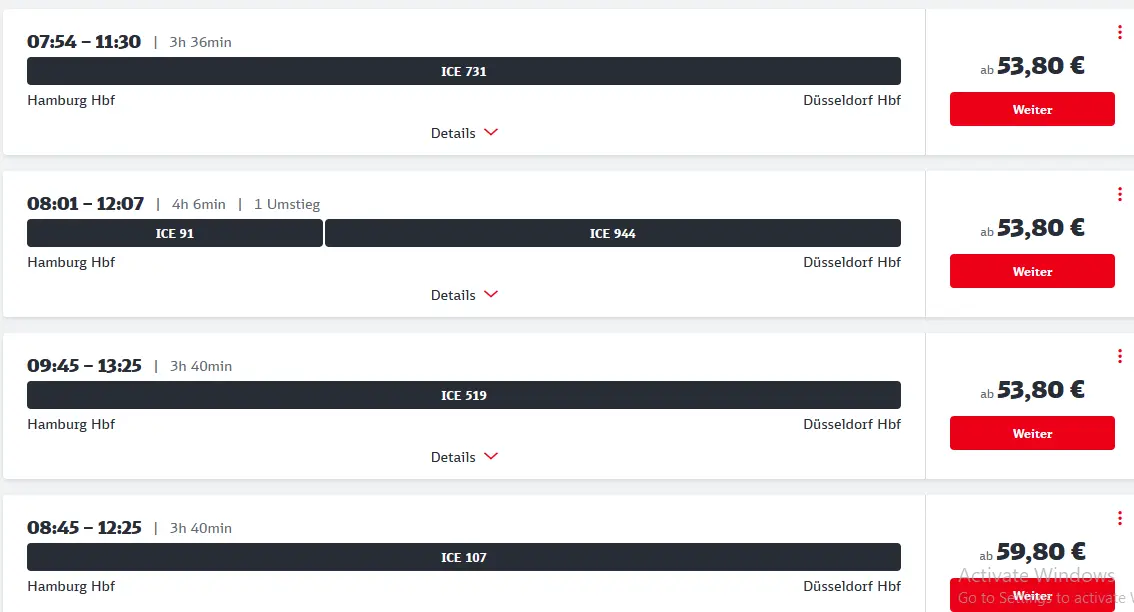 07:54 – 11:30 | 3h 36min
ICE 731
Hamburg Hbf Düsseldorf Hbf
Details
ab 53,80 €
Weiter
08:01 – 12:07 | 4h 6min | 1 Umstieg
ICE 91 ICE 944
Hamburg Hbf Düsseldorf Hbf
Details
ab 53,80 €
Weiter
09:45 – 13:25 | 3h 40min
ICE 519
Hamburg Hbf Düsseldorf Hbf
Details
ab 53,80 €
Weiter
08:45 – 12:25 | 3h 40min
ICE 107
Hamburg Hbf Düsseldorf Hbf
ab 59,80 €
Weiter
Activate Windows
Go to Settings to activate W